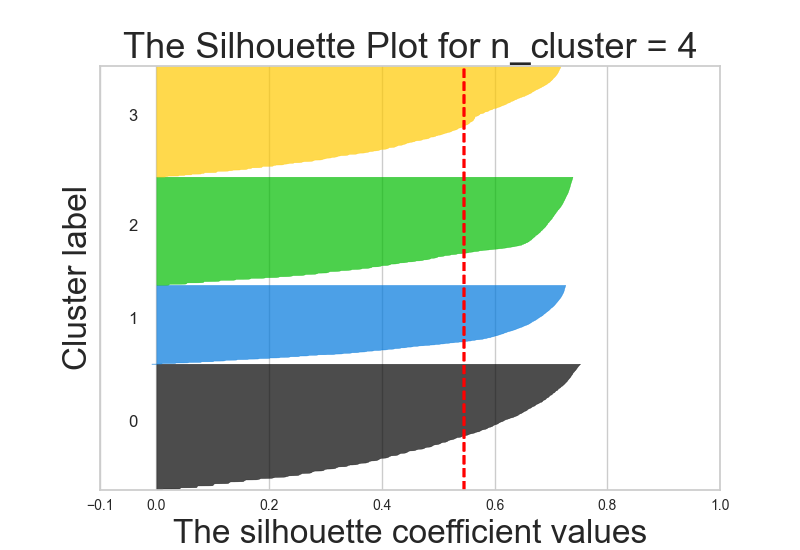 The Silhouette Plot for n_cluster = 4
Cluster label
3
2
1
0
−0.1 0.0 0.2 0.4 0.6 0.8 1.0
The silhouette coefficient values